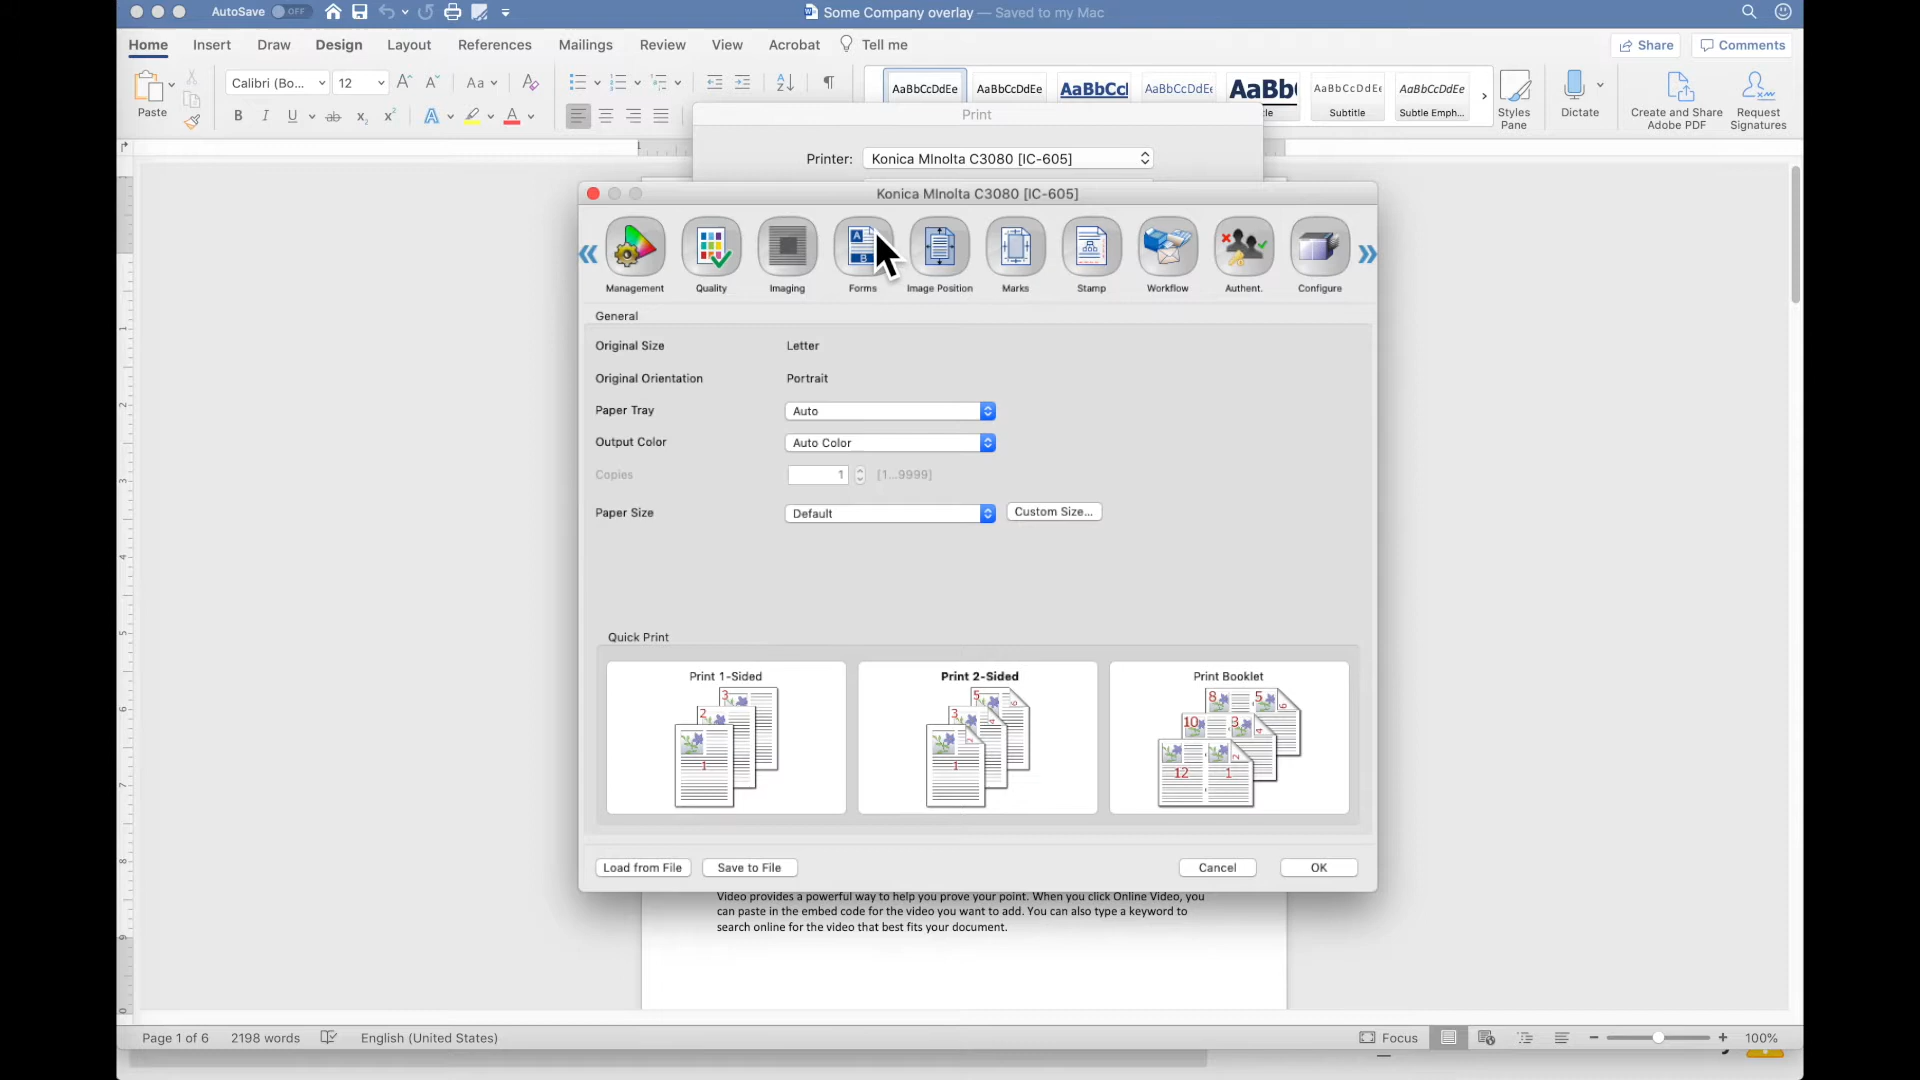 AutoSave OFF
Some Company overlay — Saved to my Mac
Home Insert Draw Design Layout References Mailings Review View Acrobat Tell me
Share Comments
Paste
Calibri (Bo... 12
AaBbCcDdEe AaBbCcDdEe AaBbCcI AaBbCcDdEe AaBb( AaBbCcDdEe AaBbCcDdEe
Subtitle Subtle Emph...
Styles Pane
Dictate
Create and Share Adobe PDF
Request Signatures
Print
Printer: Konica MInolta C3080 [IC-605]
Konica MInolta C3080 [IC-605]
Management Quality Imaging Forms Image Position Marks Stamp Workflow Authent. Configure
General
Original Size Letter
Original Orientation Portrait
Paper Tray Auto
Output Color Auto Color
Copies 1 [1...9999]
Paper Size Default Custom Size...
Quick Print
Print 1-Sided Print 2-Sided Print Booklet
Load from File Save to File Cancel OK
Video provides a powerful way to help you prove your point. When you click Online Video, you
can paste in the embed code for the video you want to add. You can also type a keyword to
search online for the video that best fits your document.
Page 1 of 6 2198 words English (United States) Focus 100%